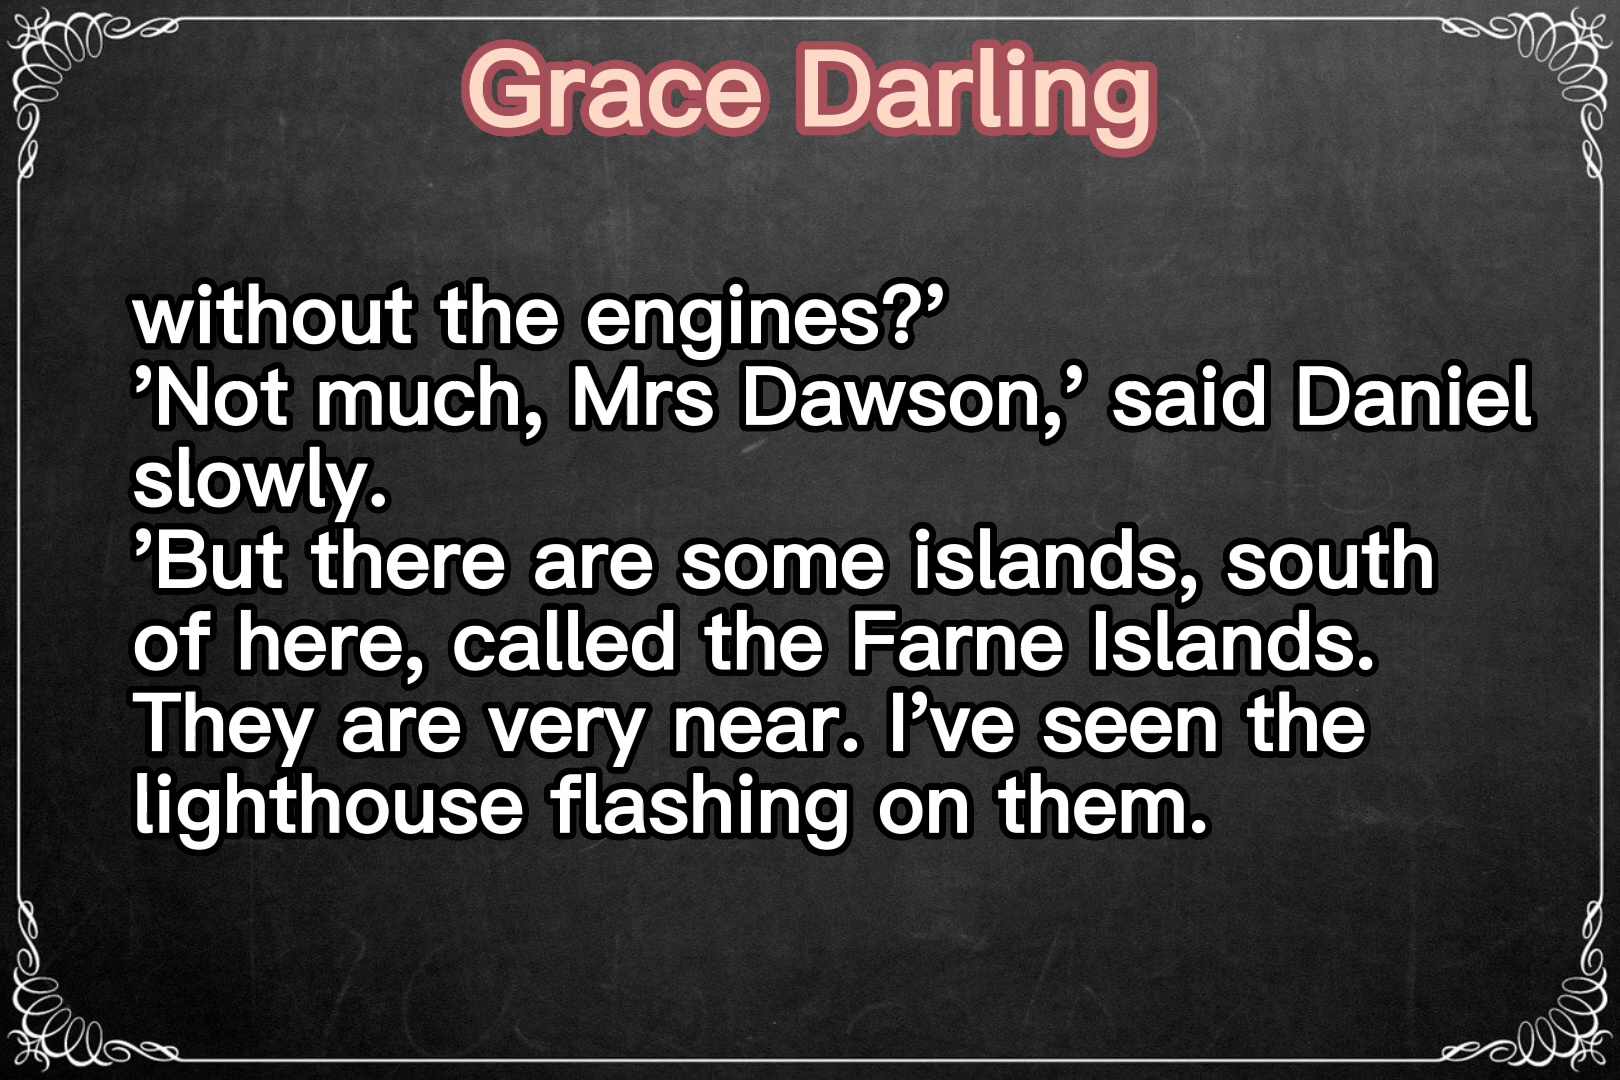 Grace Darling
without the engines?’
’Not much, Mrs Dawson,’ said Daniel
slowly.
’But there are some islands, south
of here, called the Farne Islands.
They are very near. I’ve seen the
lighthouse flashing on them.